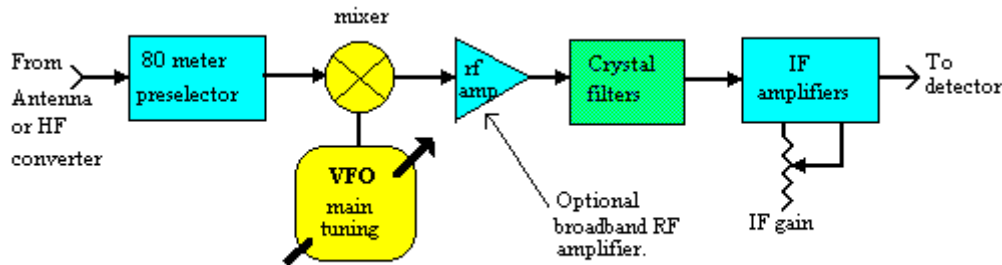 mixer
From
Antenna
or HF
converter
80 meter
preselector
rf
amp
Crystal
filters
IF
amplifiers
To
detector
VFO
main
tuning
Optional
broadband RF
amplifier.
IF gain